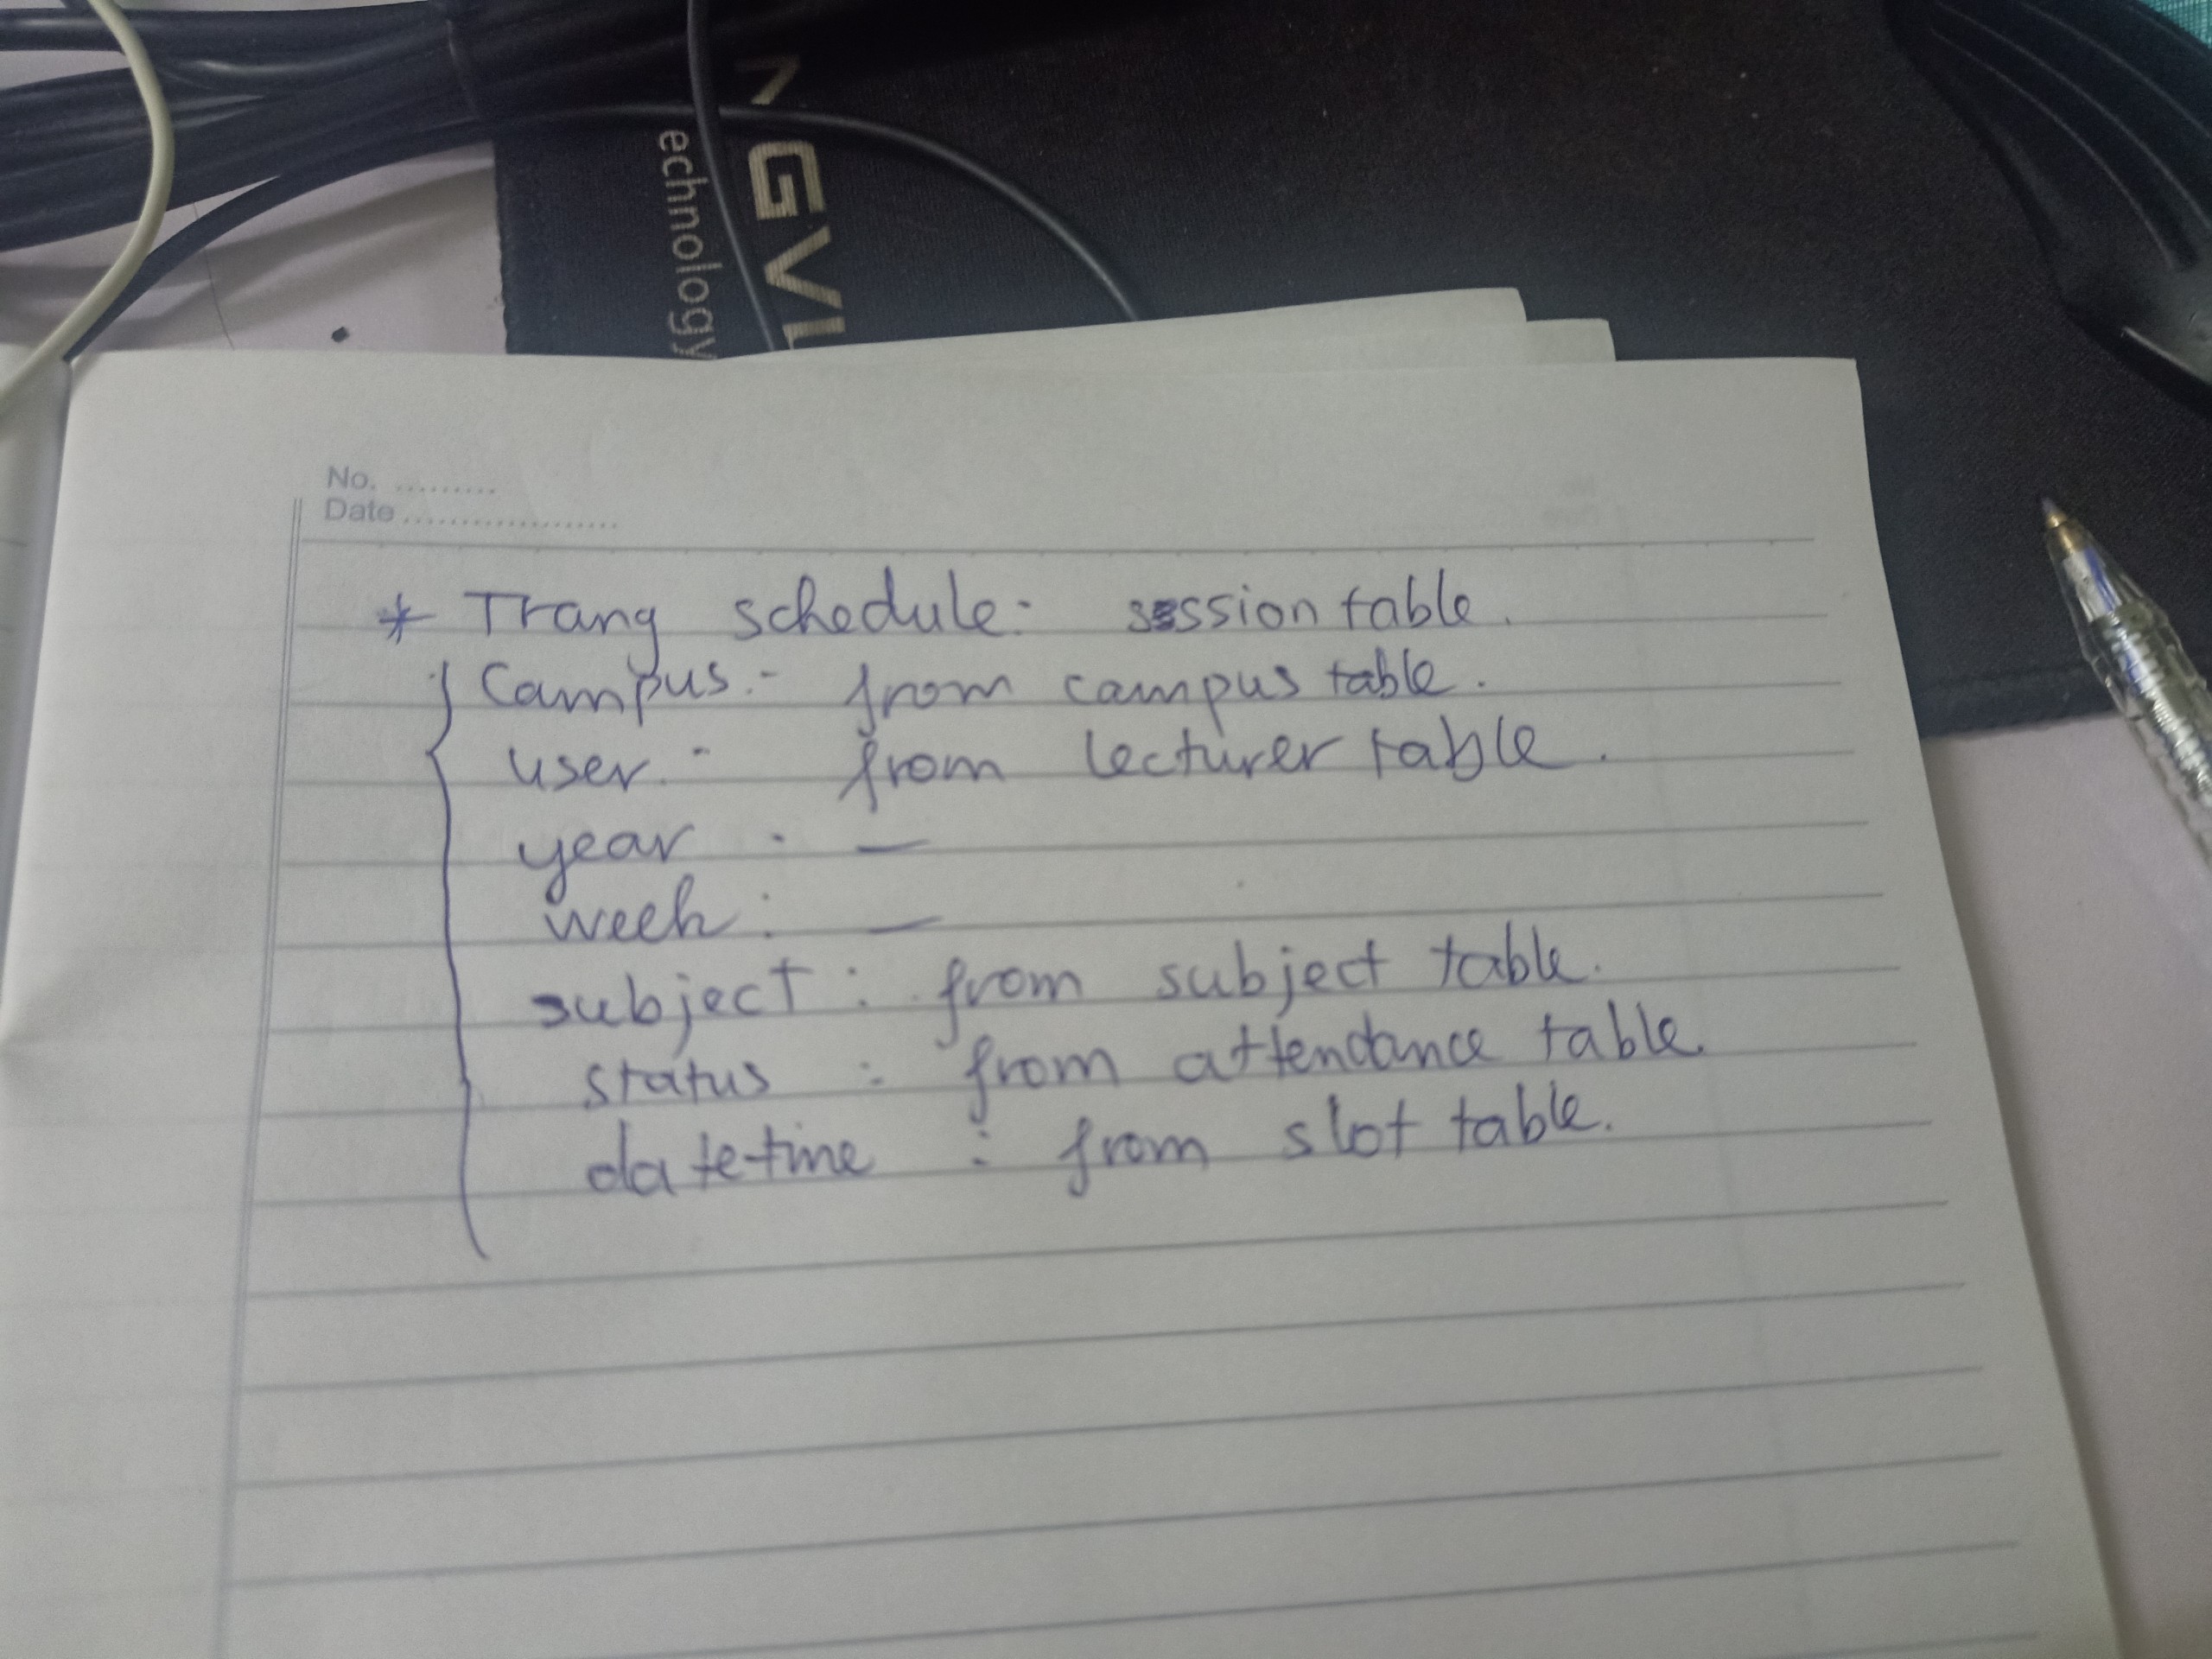 NGVI
echnology
No. .........
Date ...................
* Trang schedule: session table.
{ Campus: from campus table.
user: from lecturer table.
year : —
week : —
subject : from subject table.
status : from attendance table.
datetime : from slot table.